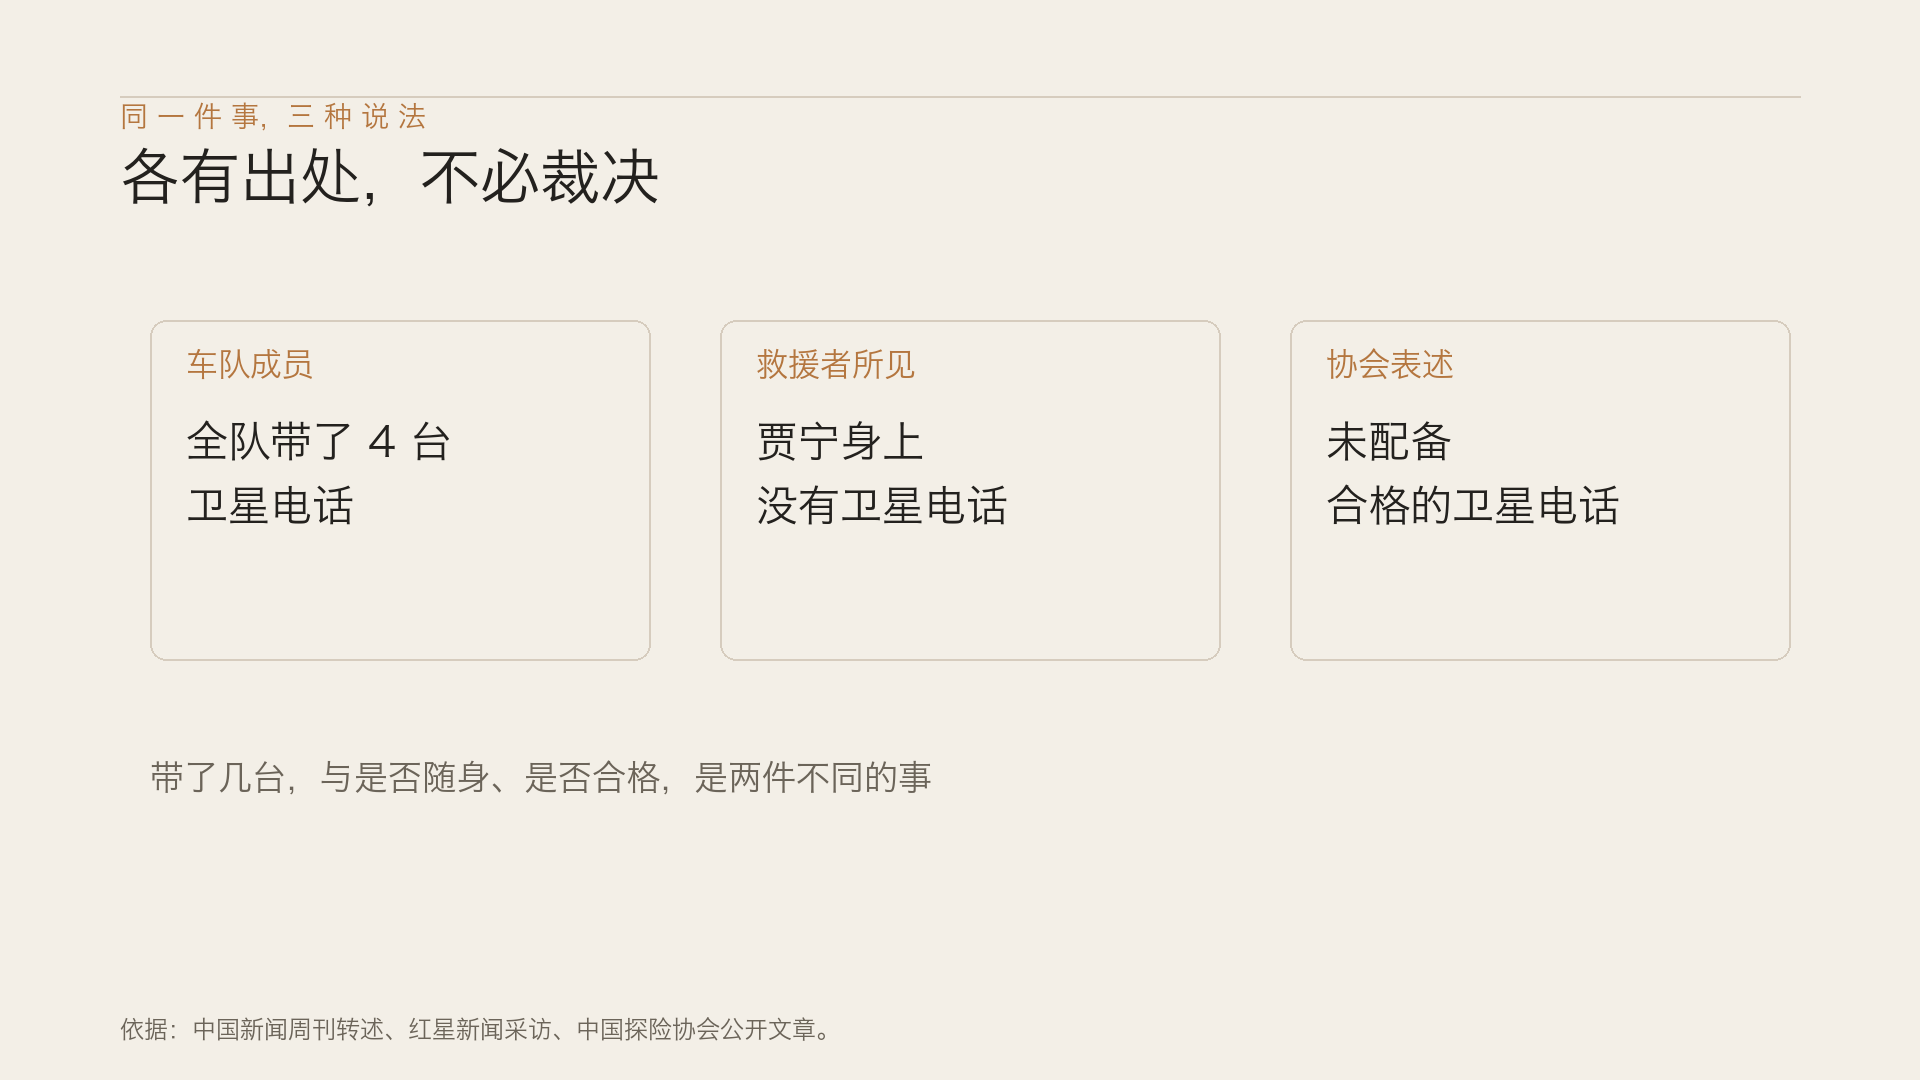 同一件事，三种说法
各有出处，不必裁决
车队成员
全队带了 4 台
卫星电话
救援者所见
贾宁身上
没有卫星电话
协会表述
未配备
合格的卫星电话
带了几台，与是否随身、是否合格，是两件不同的事
依据：中国新闻周刊转述、红星新闻采访、中国探险协会公开文章。